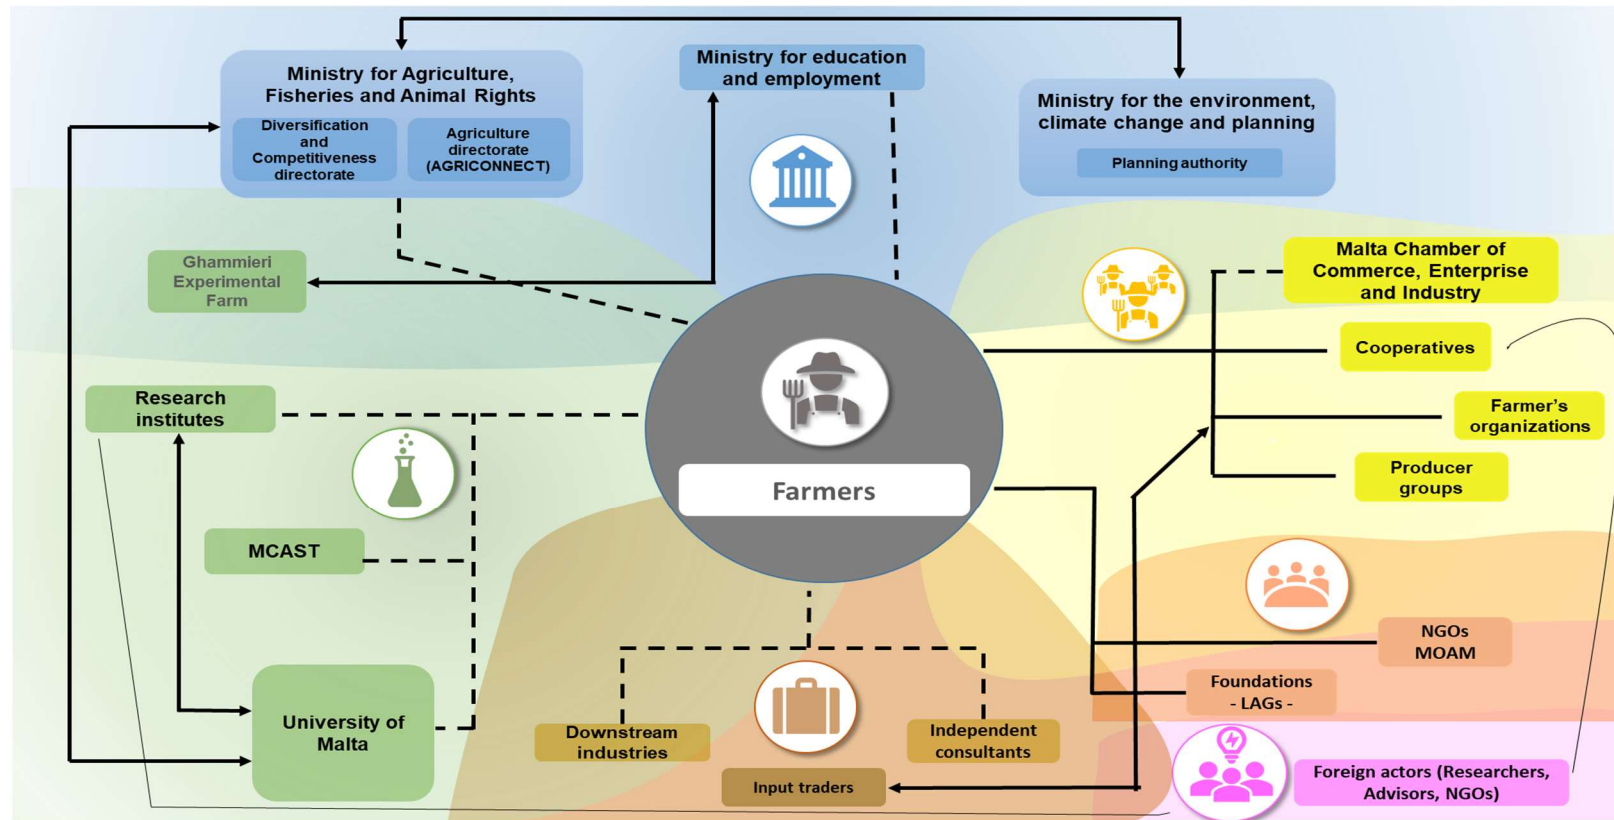 Ministry for Agriculture,
Fisheries and Animal Rights
Diversification
and
Competitiveness
directorate
Agriculture
directorate
(AGRICONNECT)
Ministry for education
and employment
Ministry for the environment,
climate change and planning
Planning authority
Ghammieri
Experimental
Farm
Malta Chamber of
Commerce, Enterprise
and Industry
Cooperatives
Research
institutes
Farmer’s
organizations
Farmers
Producer
groups
MCAST
NGOs
MOAM
Foundations
- LAGs -
University of
Malta
Downstream
industries
Independent
consultants
Input traders
Foreign actors (Researchers,
Advisors, NGOs)